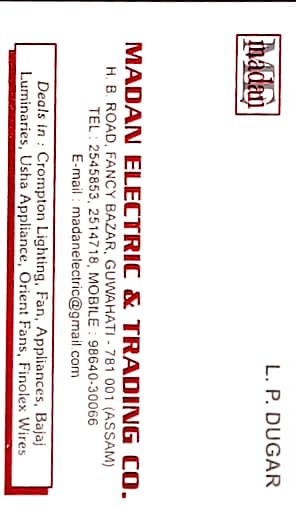 ME
madan
L. P. DUGAR
MADAN ELECTRIC & TRADING CO.
H. B. ROAD, FANCY BAZAR, GUWAHATI - 781 001 (ASSAM)
TEL : 2545853, 2514718, MOBILE : 98640-30066
E-mail : madanelectric@gmail.com
Deals in : Crompton Lighting, Fan, Appliances, Bajaj
Luminaries, Usha Appliance, Orient Fans, Finolex Wires